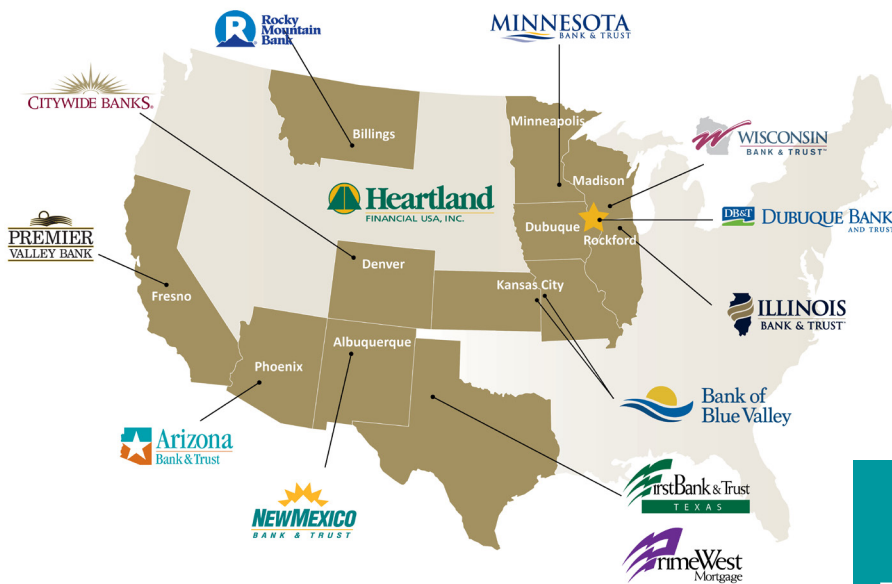 Rocky
Mountain
Bank
MINNESOTA
BANK & TRUST
CITYWIDE BANKS®
Minneapolis
Billings
WISCONSIN
BANK & TRUST™
Madison
Heartland
FINANCIAL USA, INC.
DB&T DUBUQUE BANK
AND TRUST
Dubuque
Rockford
PREMIER
VALLEY BANK
Denver
Kansas City
Fresno
ILLINOIS
BANK & TRUST
Albuquerque
Phoenix
Bank of
Blue Valley
Arizona
Bank & Trust
FirstBank & Trust
TEXAS
NEW MEXICO
BANK & TRUST
PrimeWest
Mortgage